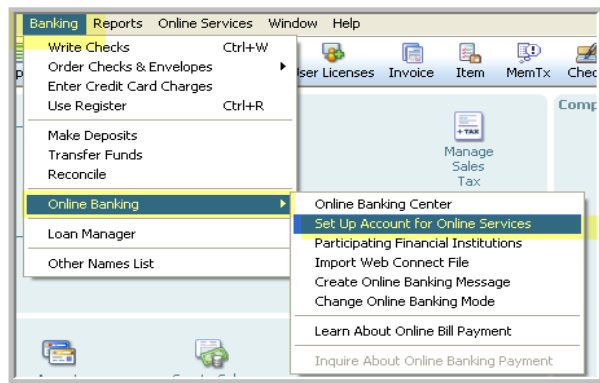 Banking Reports Online Services Window Help
Write Checks Ctrl+W
Order Checks & Envelopes
Enter Credit Card Charges
Use Register Ctrl+R
Make Deposits
Transfer Funds
Reconcile
Online Banking
Loan Manager
Other Names List
Licenses Invoice Item MemTx
Manage
Sales
Tax
+ TAX
Online Banking Center
Set Up Account for Online Services
Participating Financial Institutions
Import Web Connect File
Create Online Banking Message
Change Online Banking Mode
Learn About Online Bill Payment
Inquire About Online Banking Payment